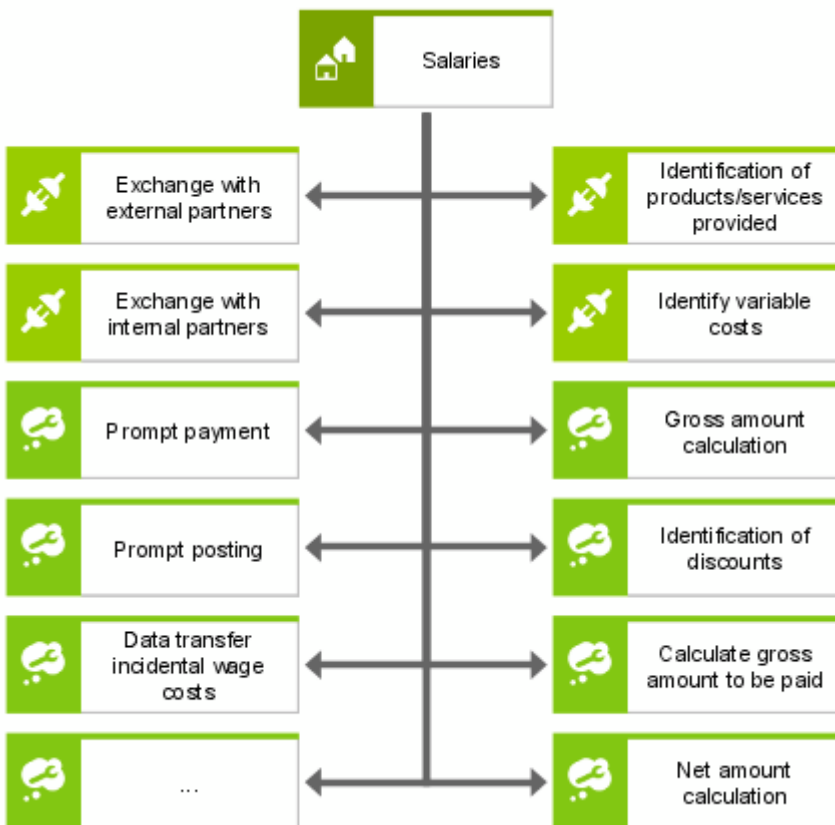 Salaries
Exchange with
external partners
Identification of
products/services
provided
Exchange with
internal partners
Identify variable
costs
Prompt payment
Gross amount
calculation
Prompt posting
Identification of
discounts
Data transfer
incidental wage
costs
Calculate gross
amount to be paid
...
Net amount
calculation